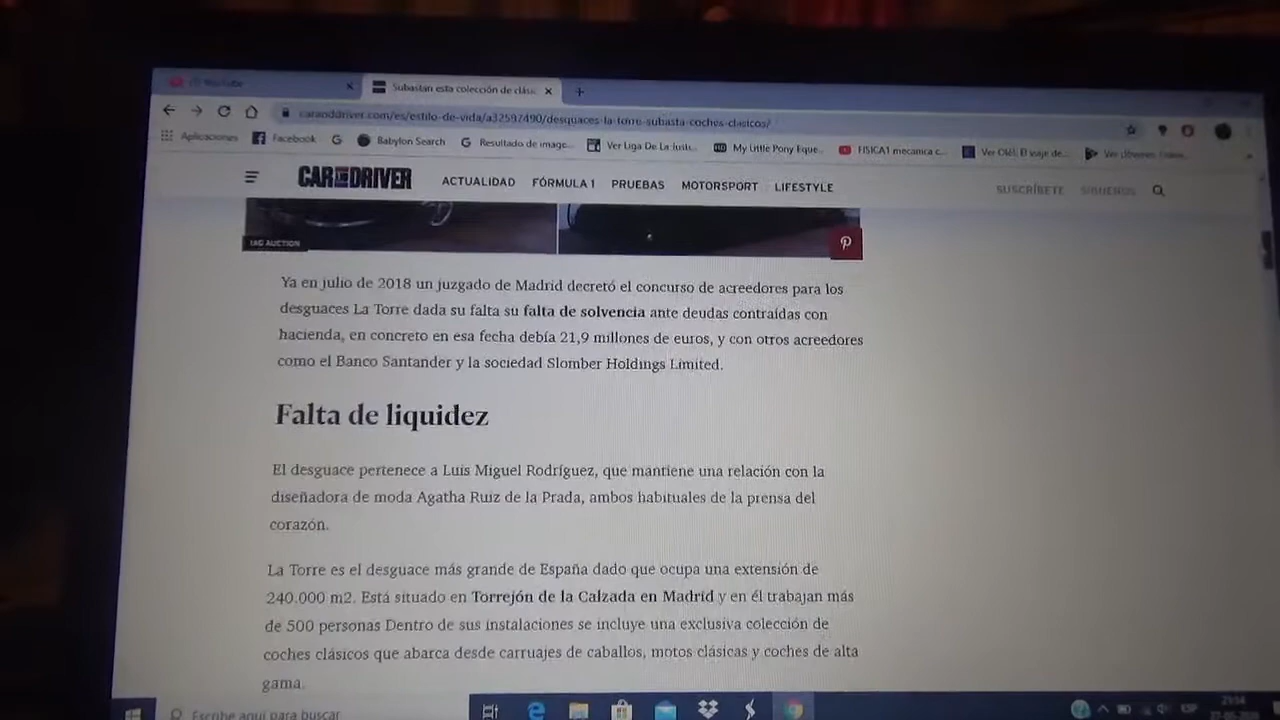 YouTube
Subastan esta colección de clásic
caranddriver.com/es/estilo-de-vida/a32597490/desguaces-la-torre-subasta-coches-clasicos/
Aplicaciones Facebook Babylon Search Resultado de image... Ver Liga De La Justi... My Little Pony Eque... FISICA1 mecanica c...
CAR AND DRIVER ACTUALIDAD FÓRMULA 1 PRUEBAS MOTORSPORT LIFESTYLE SUSCRÍBETE SÍGUENOS
IAG AUCTION
Ya en julio de 2018 un juzgado de Madrid decretó el concurso de acreedores para los
desguaces La Torre dada su falta su falta de solvencia ante deudas contraídas con
hacienda, en concreto en esa fecha debía 21,9 millones de euros, y con otros acreedores
como el Banco Santander y la sociedad Slomber Holdings Limited.
Falta de liquidez
El desguace pertenece a Luis Miguel Rodríguez, que mantiene una relación con la
diseñadora de moda Agatha Ruiz de la Prada, ambos habituales de la prensa del
corazón.
La Torre es el desguace más grande de España dado que ocupa una extensión de
240.000 m2. Está situado en Torrejón de la Calzada en Madrid y en él trabajan más
de 500 personas Dentro de sus instalaciones se incluye una exclusiva colección de
coches clásicos que abarca desde carruajes de caballos, motos clásicas y coches de alta
gama.
Escribe aquí para buscar